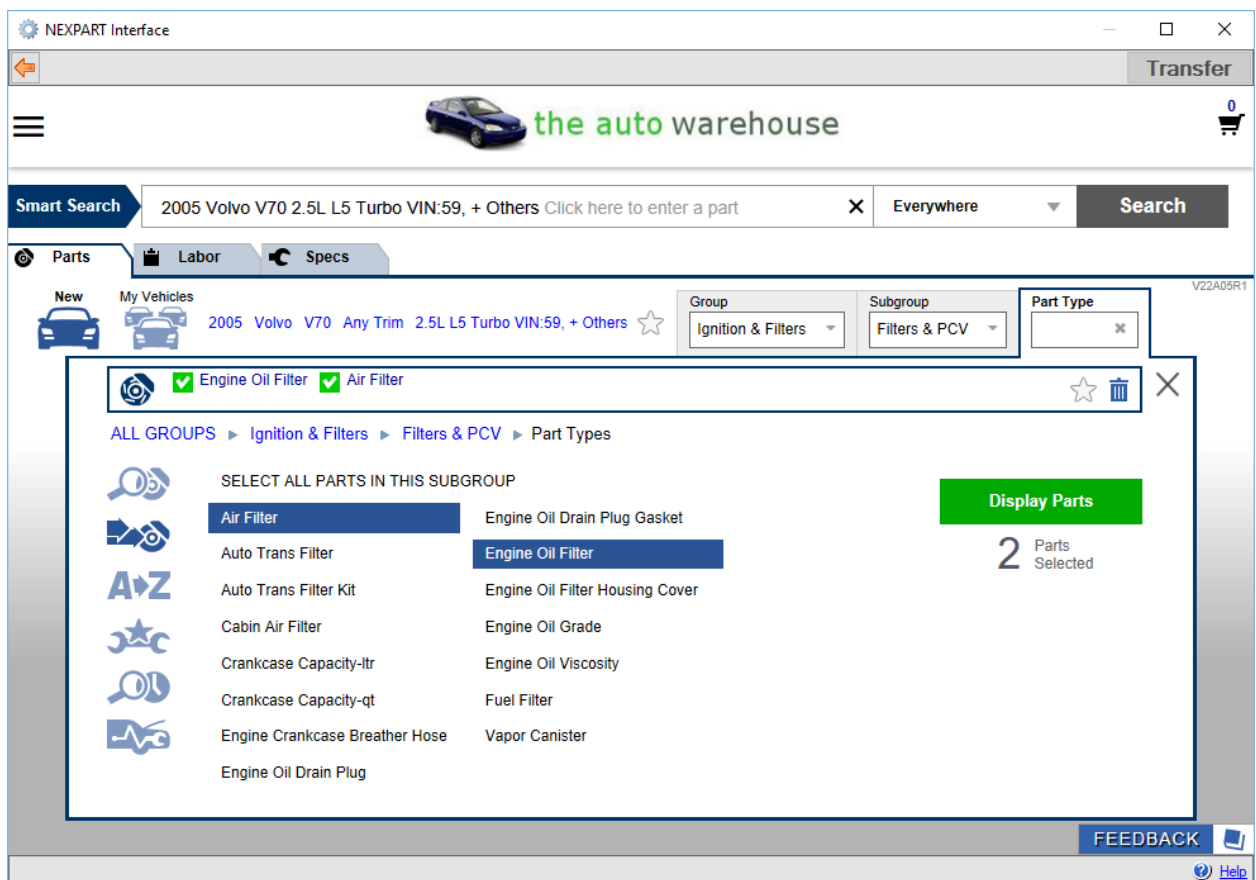 NEXPART Interface
Transfer
the auto warehouse
0
Smart Search
2005 Volvo V70 2.5L L5 Turbo VIN:59, + Others Click here to enter a part
Everywhere
Search
Parts
Labor
Specs
V22A05R1
New
My Vehicles
2005 Volvo V70 Any Trim 2.5L L5 Turbo VIN:59, + Others
Group
Ignition & Filters
Subgroup
Filters & PCV
Part Type
Engine Oil Filter
Air Filter
ALL GROUPS ► Ignition & Filters ► Filters & PCV ► Part Types
SELECT ALL PARTS IN THIS SUBGROUP
Air Filter
Auto Trans Filter
Auto Trans Filter Kit
Cabin Air Filter
Crankcase Capacity-ltr
Crankcase Capacity-qt
Engine Crankcase Breather Hose
Engine Oil Drain Plug
Engine Oil Drain Plug Gasket
Engine Oil Filter
Engine Oil Filter Housing Cover
Engine Oil Grade
Engine Oil Viscosity
Fuel Filter
Vapor Canister
A►Z
Display Parts
2 Parts
Selected
FEEDBACK
Help